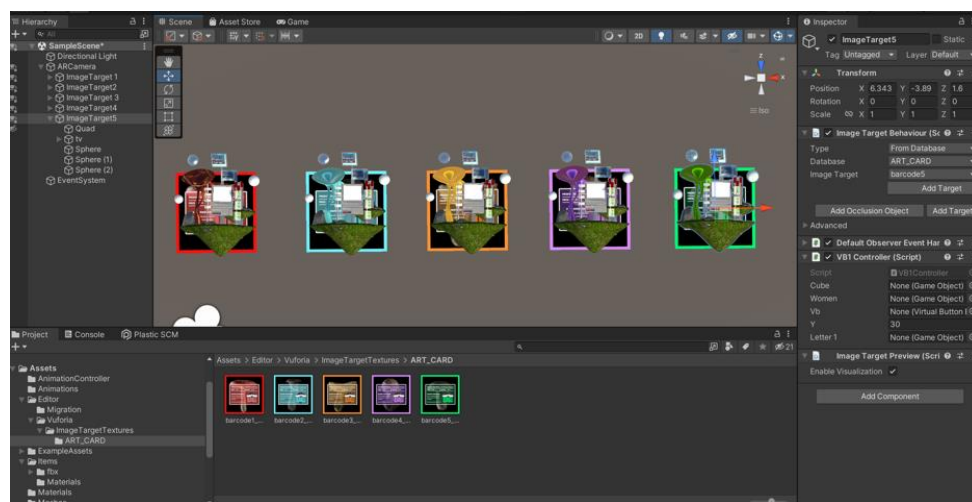 Hierarchy
All
SampleScene*
Directional Light
ARCamera
ImageTarget 1
ImageTarget2
ImageTarget 3
ImageTarget4
ImageTarget5
Quad
tv
Sphere
Sphere (1)
Sphere (2)
EventSystem
Scene
Asset Store
Game
2D
z
x
Iso
Inspector
ImageTarget5
Static
Tag Untagged Layer Default
Transform
Position X 6.343 Y -3.89 Z 1.6
Rotation X 0 Y 0 Z 0
Scale X 1 Y 1 Z 1
Image Target Behaviour (Sc
Type From Database
Database ART_CARD
Image Target barcode5
Add Target
Add Occlusion Object Add Target
Advanced
Default Observer Event Har
VB1 Controller (Script)
Script VB1Controller
Cube None (Game Object)
Women None (Game Object)
Vb None (Virtual Button
Y 30
Letter 1 None (Game Object)
Image Target Preview (Scri
Enable Visualization
Add Component
Project
Console
Plastic SCM
21
Assets
AnimationController
Animations
Editor
Migration
Vuforia
ImageTargetTextures
ART_CARD
ExampleAssets
Items
fbx
Materials
Materials
Assets > Editor > Vuforia > ImageTargetTextures > ART_CARD
barcode1_... barcode2_... barcode3_... barcode4_... barcode5_...